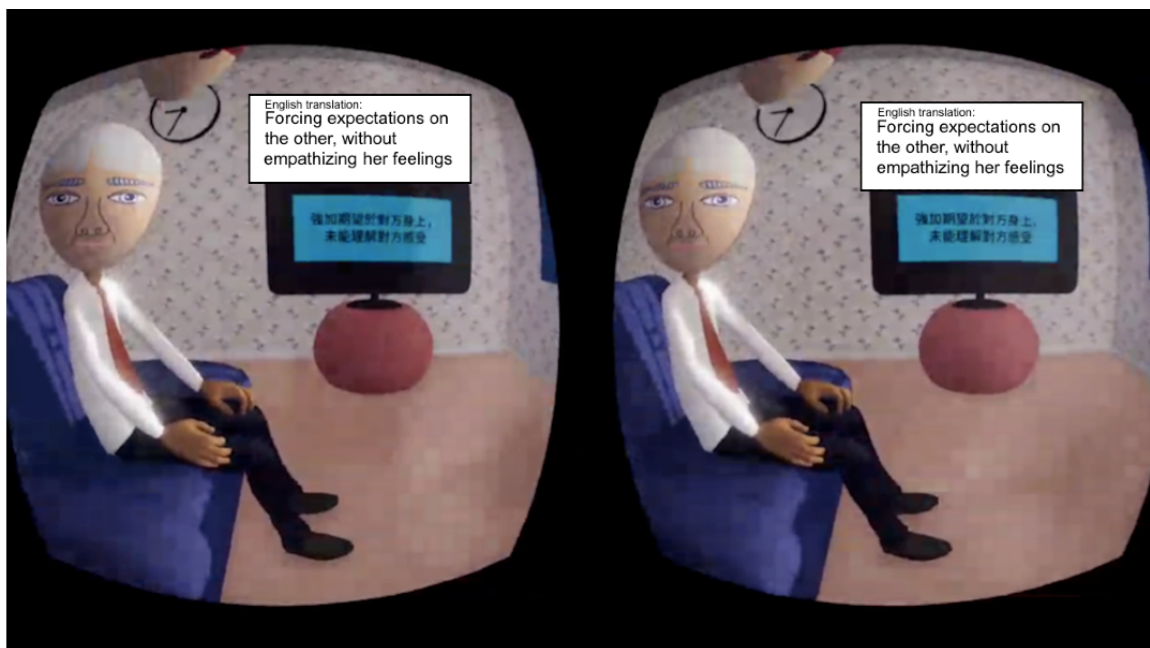 English translation:
Forcing expectations on
the other, without
empathizing her feelings
強加期望於對方身上，
未能理解對方感受
English translation:
Forcing expectations on
the other, without
empathizing her feelings
強加期望於對方身上，
未能理解對方感受